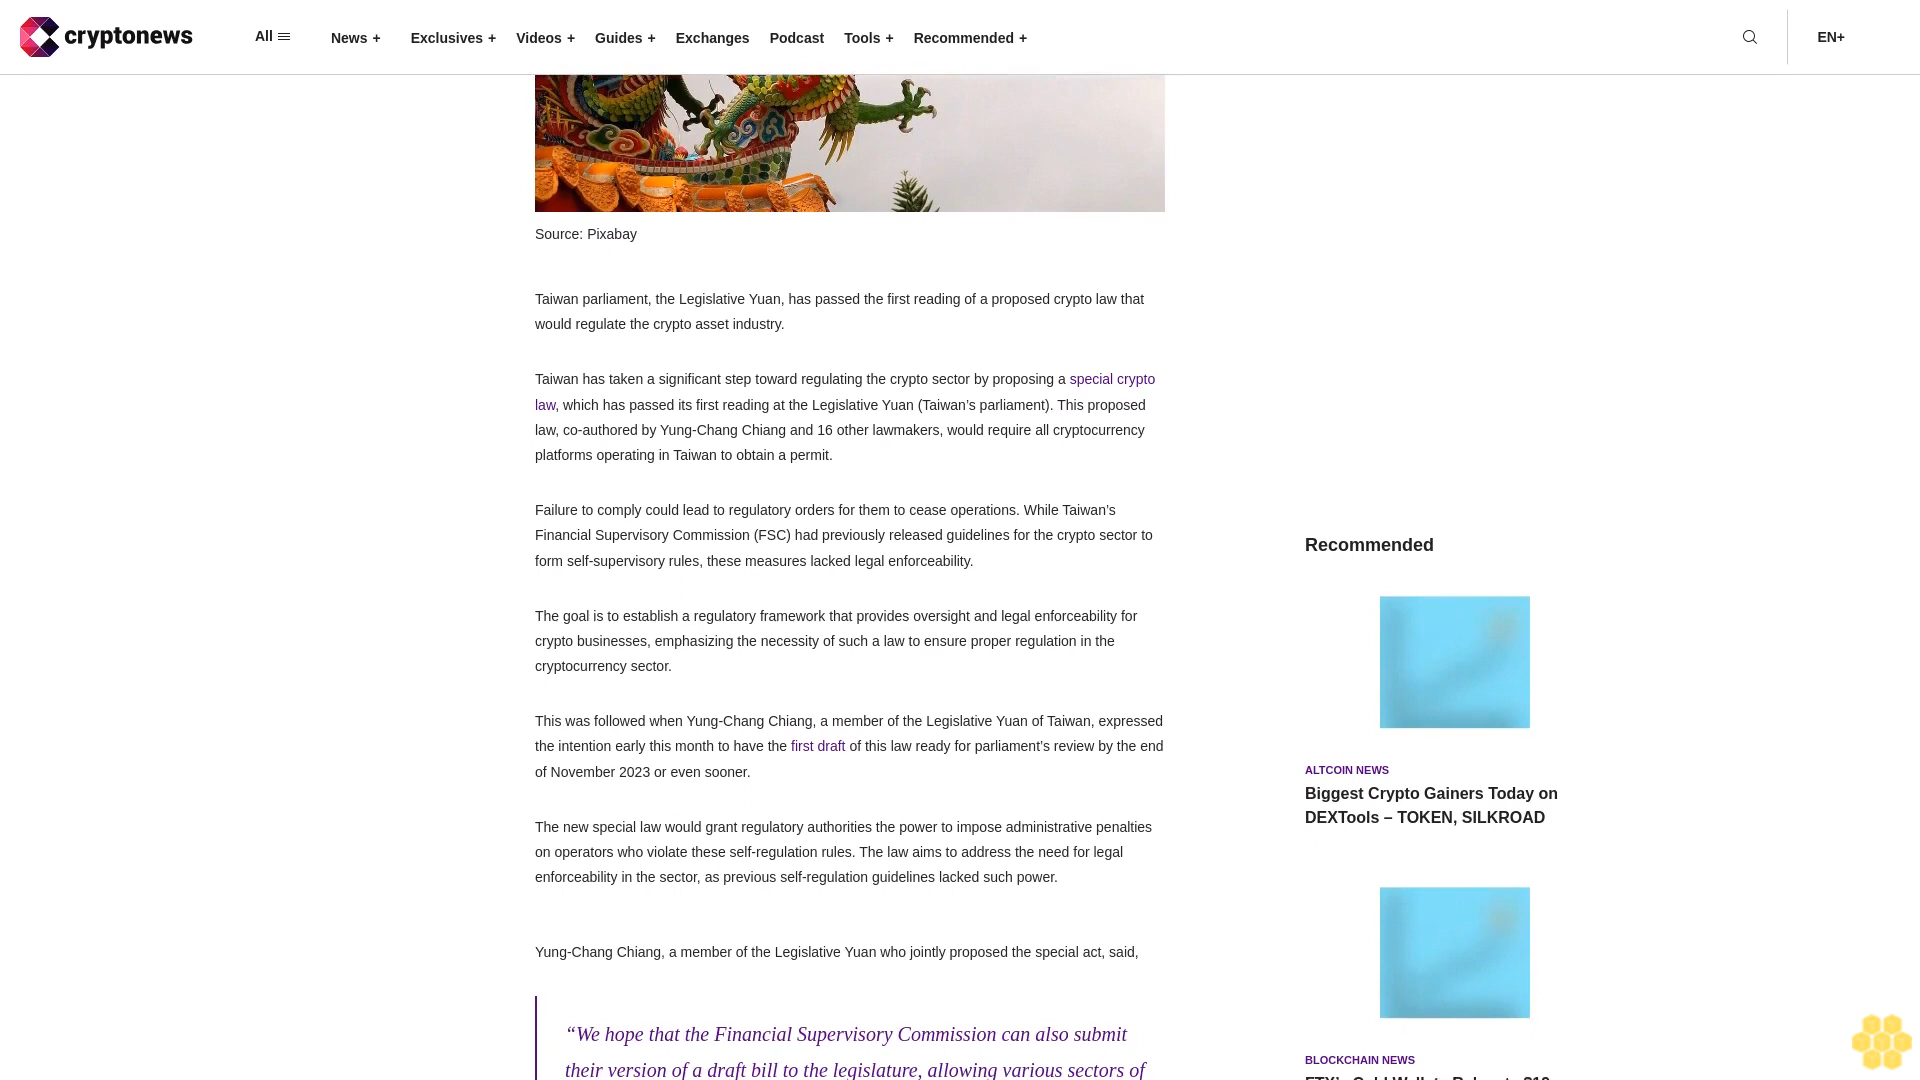 cryptonews
All
News +
Exclusives +
Videos +
Guides +
Exchanges
Podcast
Tools +
Recommended +
EN+
Source: Pixabay
Taiwan parliament, the Legislative Yuan, has passed the first reading of a proposed crypto law that
would regulate the crypto asset industry.
Taiwan has taken a significant step toward regulating the crypto sector by proposing a special crypto
law, which has passed its first reading at the Legislative Yuan (Taiwan’s parliament). This proposed
law, co-authored by Yung-Chang Chiang and 16 other lawmakers, would require all cryptocurrency
platforms operating in Taiwan to obtain a permit.
Failure to comply could lead to regulatory orders for them to cease operations. While Taiwan’s
Financial Supervisory Commission (FSC) had previously released guidelines for the crypto sector to
form self-supervisory rules, these measures lacked legal enforceability.
The goal is to establish a regulatory framework that provides oversight and legal enforceability for
crypto businesses, emphasizing the necessity of such a law to ensure proper regulation in the
cryptocurrency sector.
This was followed when Yung-Chang Chiang, a member of the Legislative Yuan of Taiwan, expressed
the intention early this month to have the first draft of this law ready for parliament’s review by the end
of November 2023 or even sooner.
The new special law would grant regulatory authorities the power to impose administrative penalties
on operators who violate these self-regulation rules. The law aims to address the need for legal
enforceability in the sector, as previous self-regulation guidelines lacked such power.
Yung-Chang Chiang, a member of the Legislative Yuan who jointly proposed the special act, said,
“We hope that the Financial Supervisory Commission can also submit
their version of a draft bill to the legislature, allowing various sectors of
Recommended
ALTCOIN NEWS
Biggest Crypto Gainers Today on
DEXTools – TOKEN, SILKROAD
BLOCKCHAIN NEWS